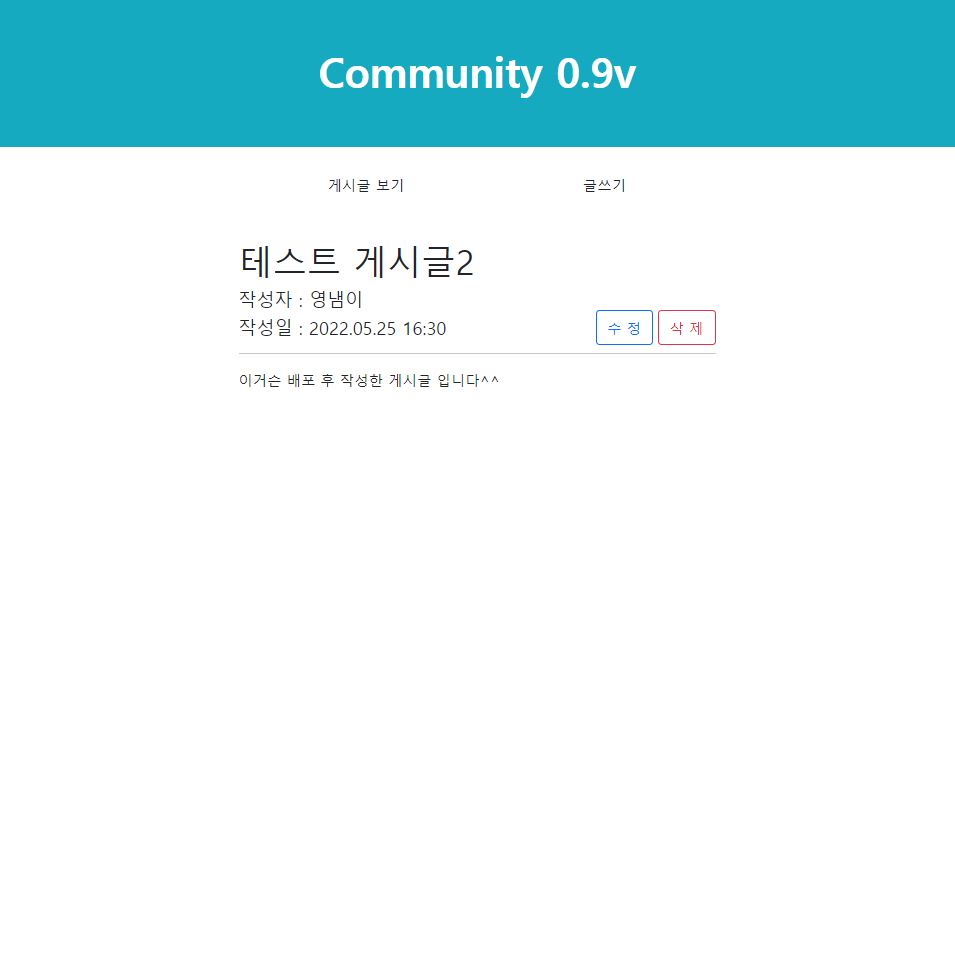 Community 0.9v
게시글 보기 글쓰기
테스트 게시글2
작성자 : 영냄이
작성일 : 2022.05.25 16:30
수 정 삭 제
이거슨 배포 후 작성한 게시글 입니다^^